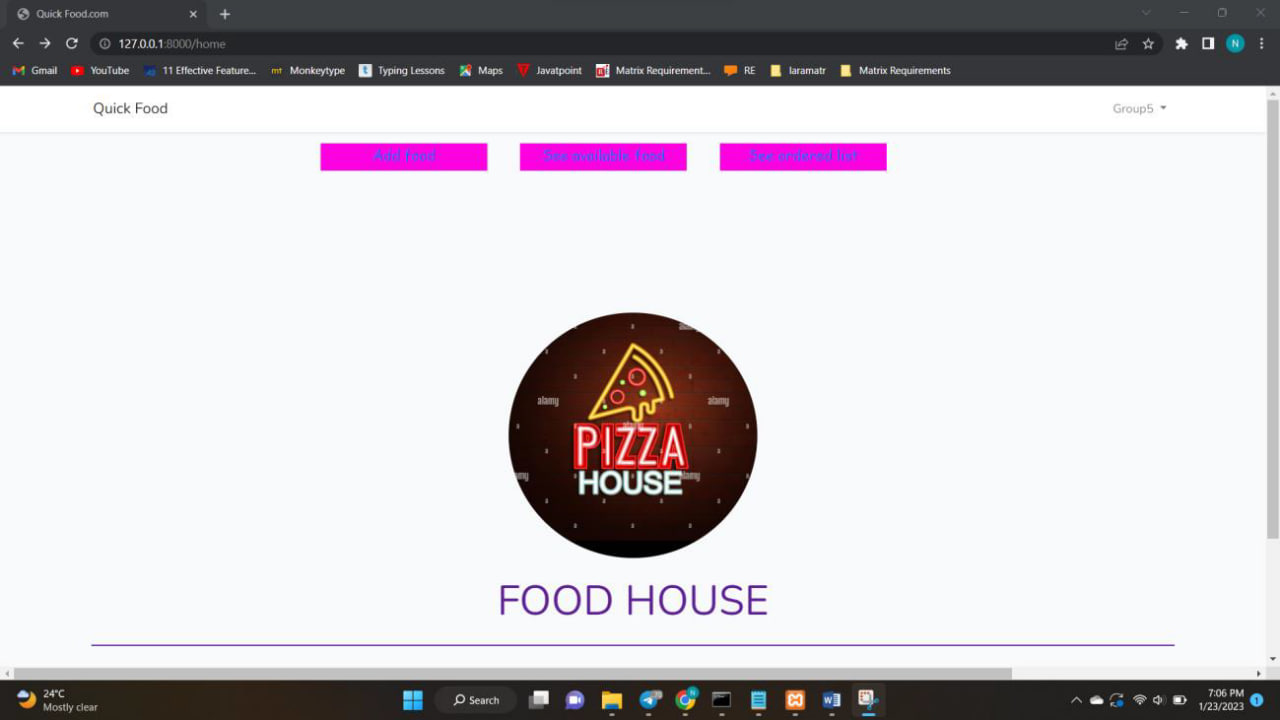 Quick Food.com
127.0.0.1:8000/home
N
Gmail YouTube 11 Effective Feature... mt Monkeytype t Typing Lessons Maps Javatpoint Matrix Requirement... RE laramatr Matrix Requirements
Quick Food Group5
Add food See available food See ordered list
alamy alamy
PIZZA
HOUSE
FOOD HOUSE
24°C
Mostly clear
Search
7:06 PM
1/23/2023
1